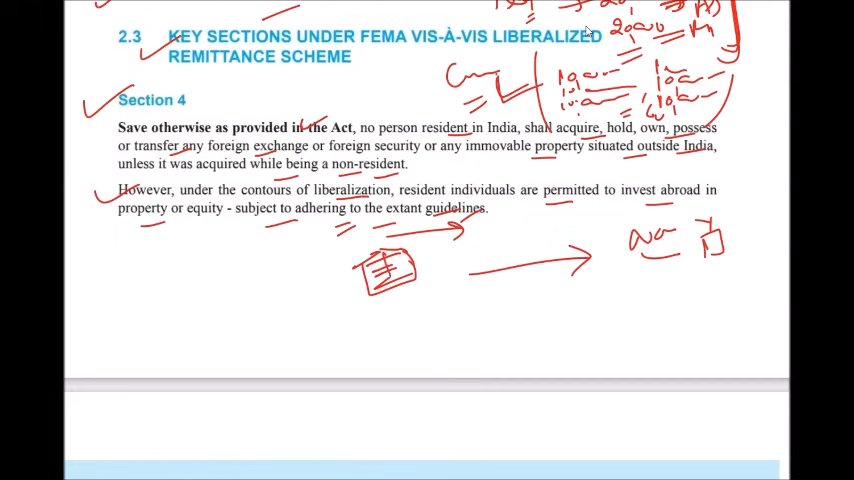 2.3 KEY SECTIONS UNDER FEMA VIS-À-VIS LIBERALIZED
REMITTANCE SCHEME
Section 4
Save otherwise as provided in the Act, no person resident in India, shall acquire, hold, own, possess
or transfer any foreign exchange or foreign security or any immovable property situated outside India,
unless it was acquired while being a non-resident.
However, under the contours of liberalization, resident individuals are permitted to invest abroad in
property or equity - subject to adhering to the extant guidelines.